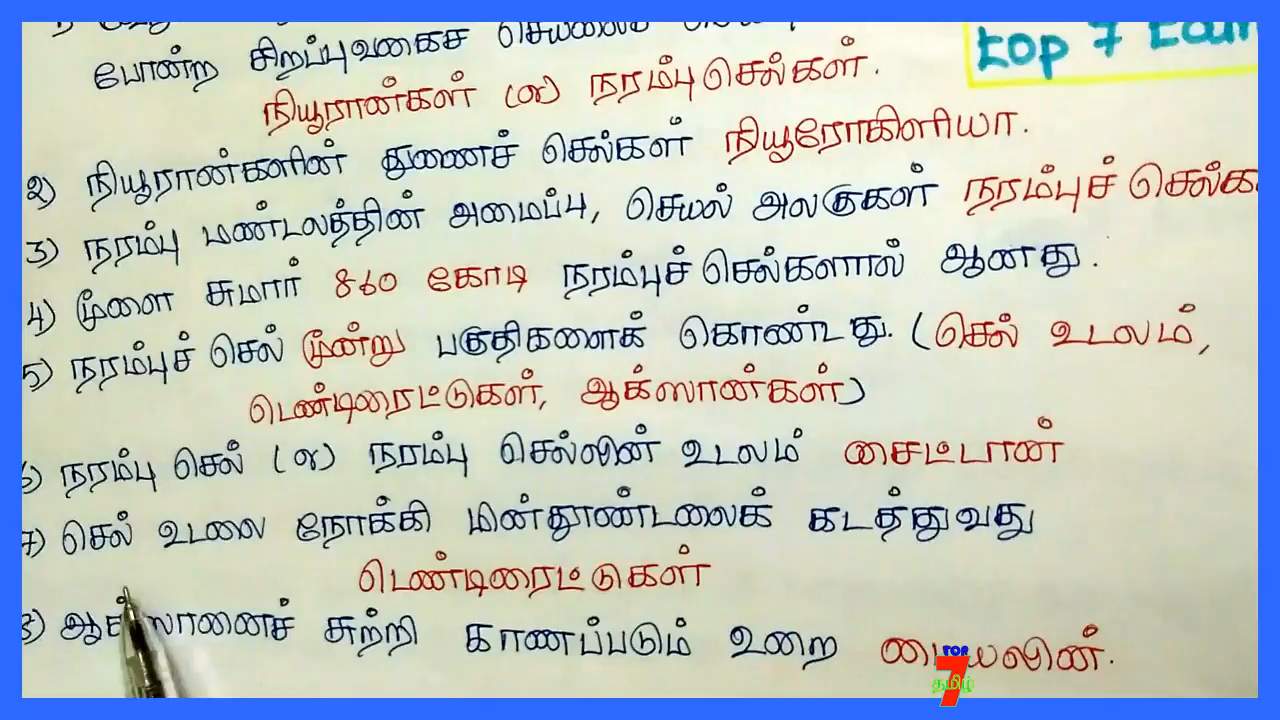 போன்ற சிறப்புவகைச்
Top 7 Edu
நியூரான்கள் (அ) நரம்பு செல்கள்.
2) நியூரான்களின் துணைச் செல்கள் நியூரோகிளியா.
3) நரம்பு மண்டலத்தின் அமைப்பு, செயல் அலகுகள் நரம்புச் செல்க
4) மூளை சுமார் 860 கோடி நரம்புச் செல்களால் ஆனது.
5) நரம்புச் செல் மூன்று பகுதிகளைக் கொண்டது. (செல் உடலம்,
டெண்டிரைட்டுகள், ஆக்ஸான்கள்)
6) நரம்பு செல் (அ) நரம்பு செல்லின் உடலம் சைட்டான்
7) செல் உடலை நோக்கி மின்தூண்டலைக் கடத்துவது
டெண்டிரைட்டுகள்
8) ஆக்ஸானைச் சுற்றி காணப்படும் உறை மையலின்.
TOP
7
தமிழ்